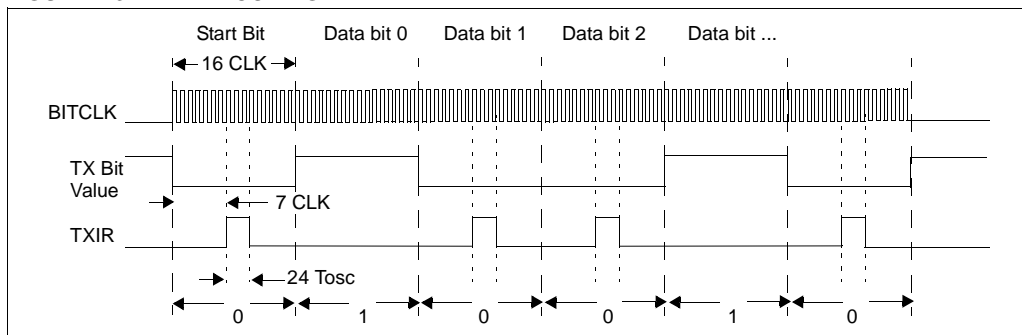 Start Bit Data bit 0 Data bit 1 Data bit 2 Data bit ...
16 CLK
BITCLK
TX Bit
Value
7 CLK
TXIR
24 Tosc
0 1 0 0 1 0